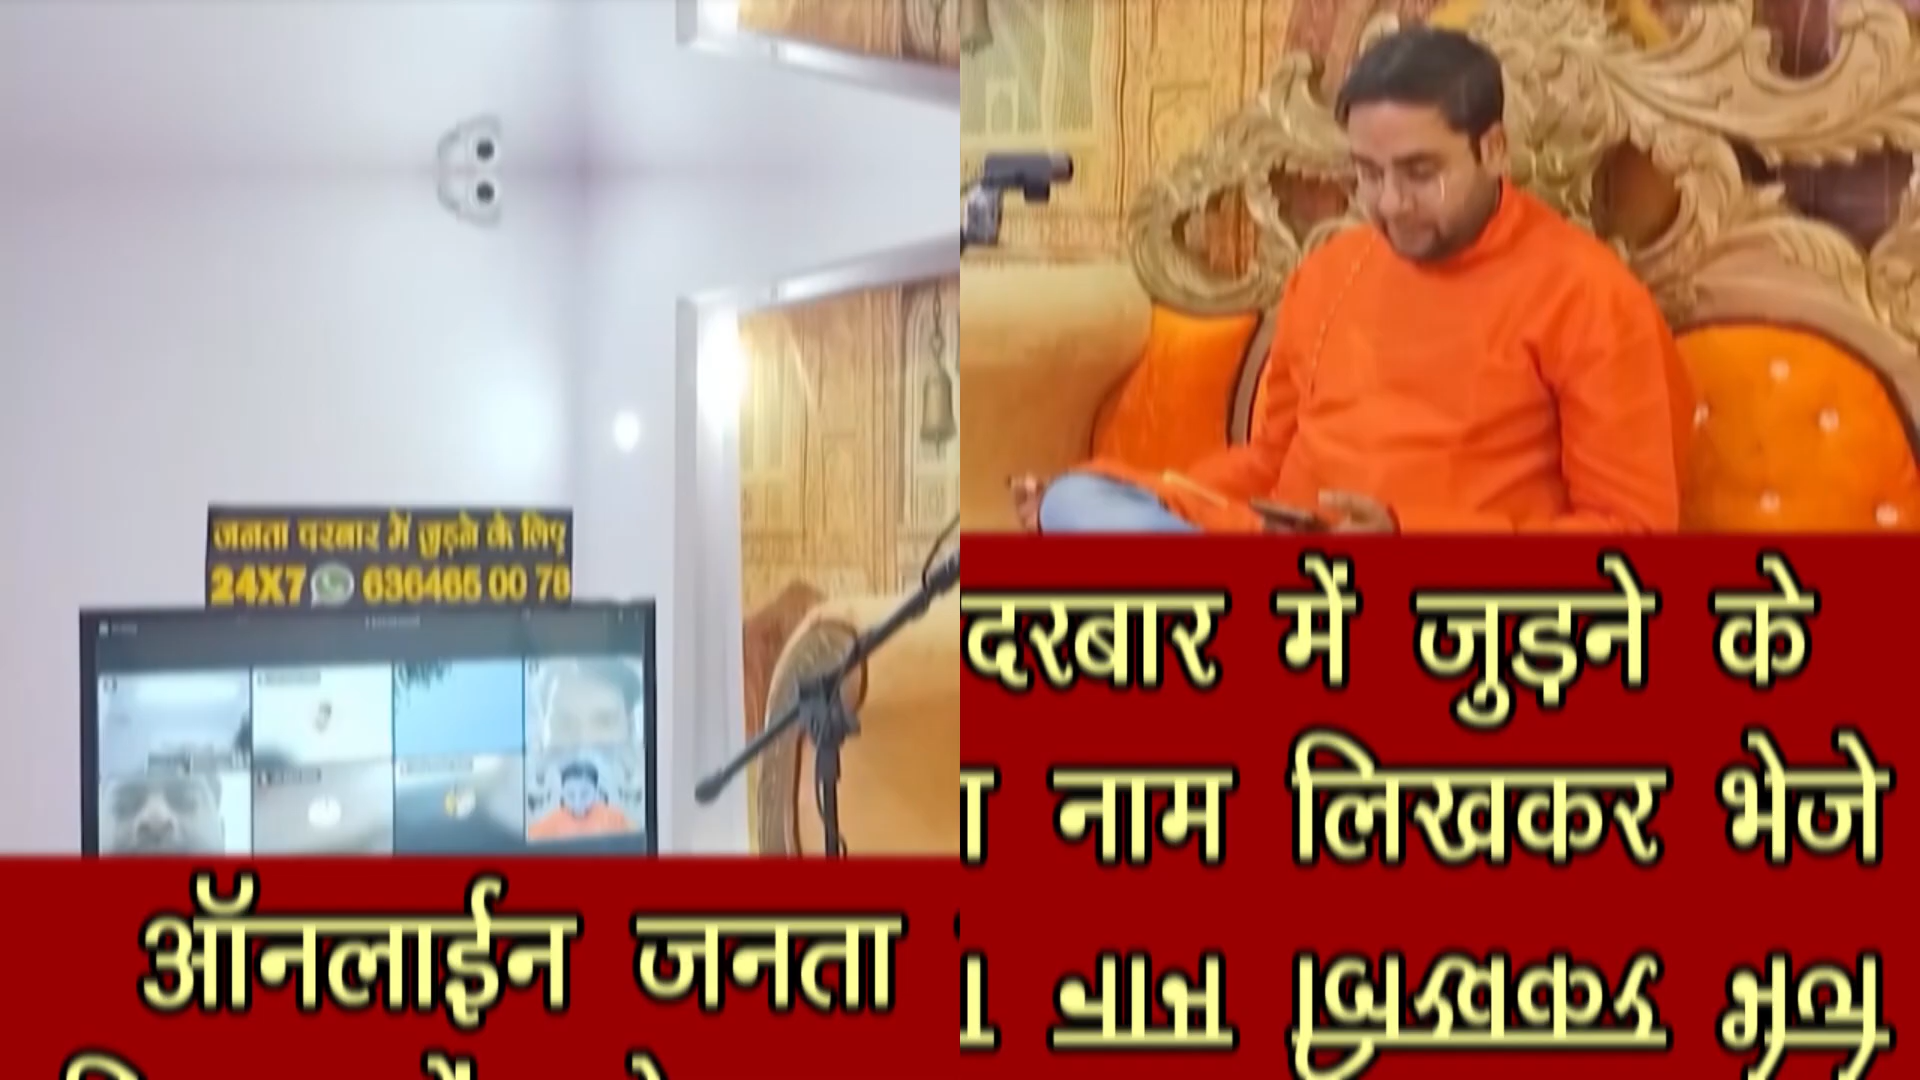 जनता दरबार में जुड़ने के लिए
24X7 636465 00 78
ऑनलाईन जनता
दरबार में जुड़ने के
नाम लिखकर भेजे